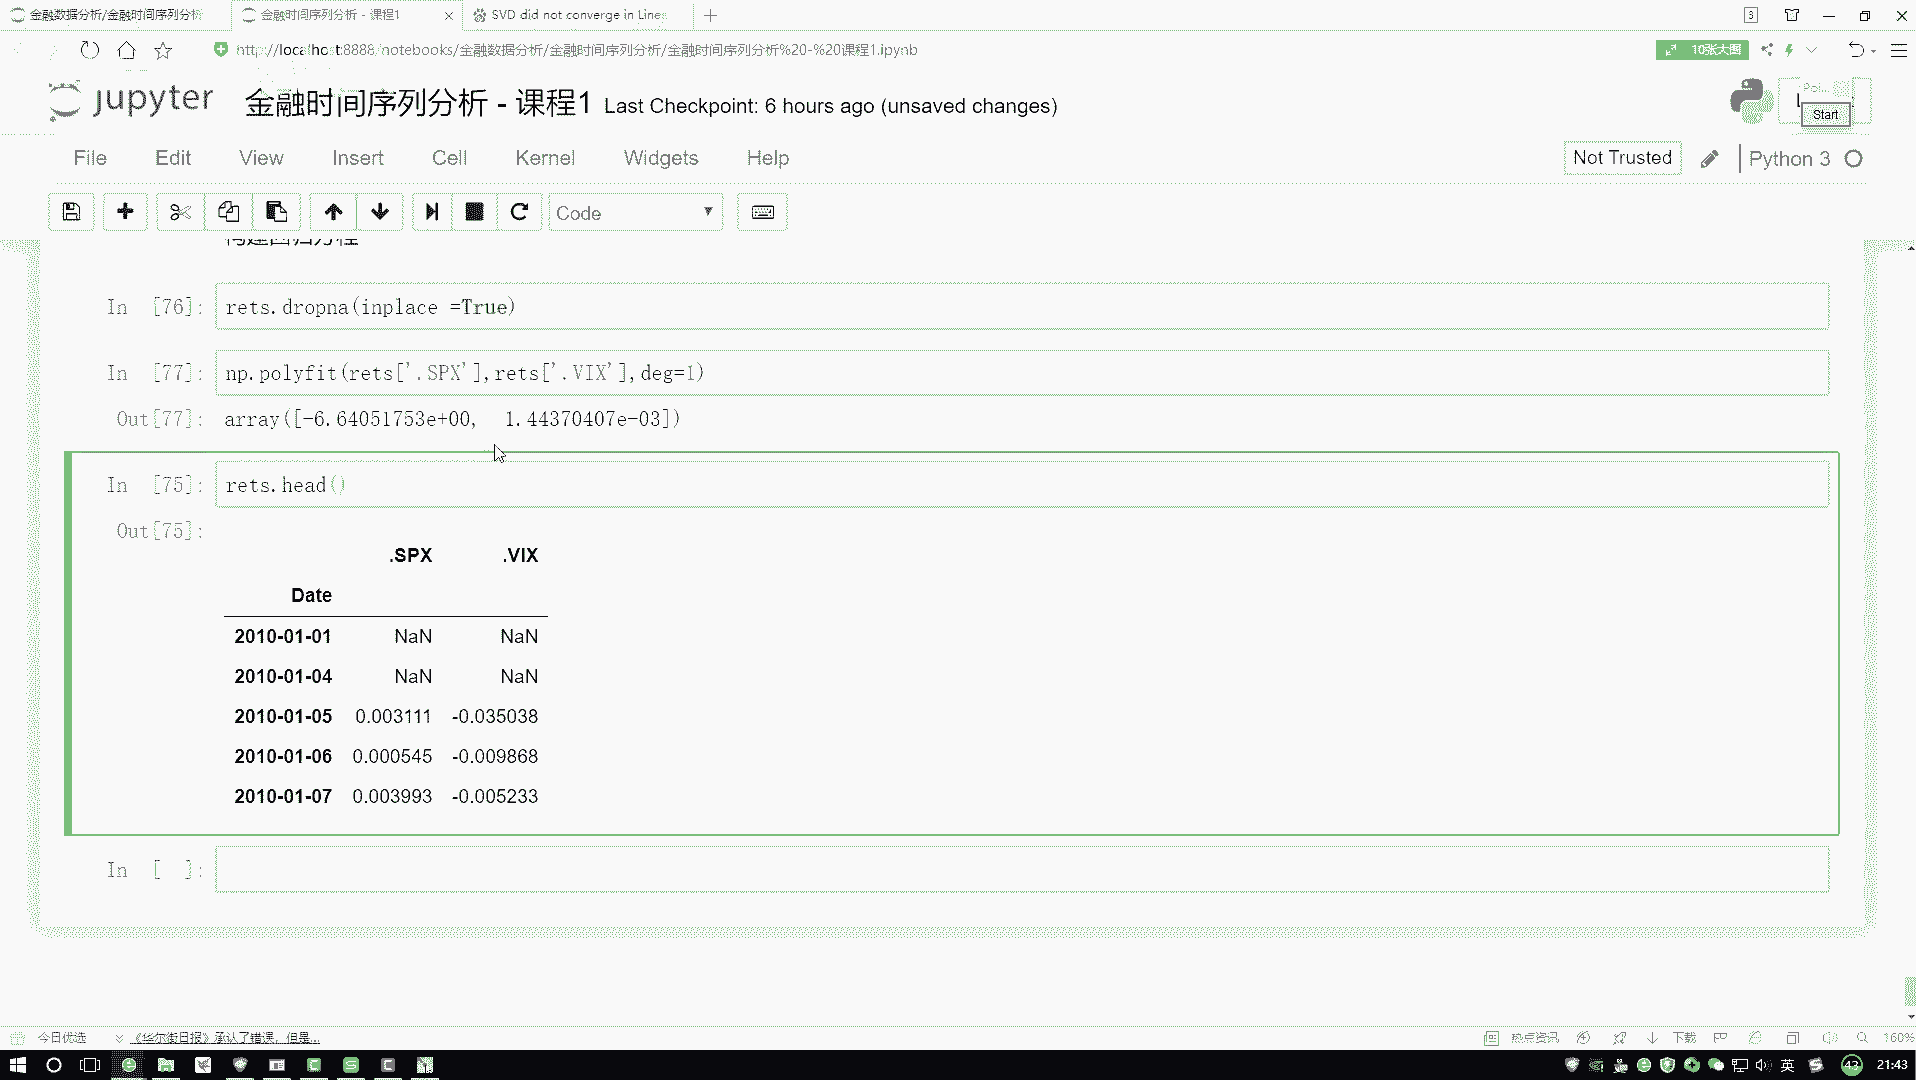 金融数据分析/金融时间序列分析
金融时间序列分析 - 课程1
SVD did not converge in Line
3
http://localhost:8888/notebooks/金融数据分析/金融时间序列分析/金融时间序列分析%20-%20课程1.ipynb
10张大图
jupyter
金融时间序列分析 - 课程1 Last Checkpoint: 6 hours ago (unsaved changes)
Start
File Edit View Insert Cell Kernel Widgets Help
Not Trusted
Python 3
Code
构建回归方程
In [76]: rets.dropna(inplace =True)
In [77]: np.polyfit(rets['.SPX'],rets['.VIX'],deg=1)
Out[77]: array([-6.64051753e+00, 1.44370407e-03])
In [75]: rets.head()
Out[75]:
.SPX .VIX
Date
2010-01-01 NaN NaN
2010-01-04 NaN NaN
2010-01-05 0.003111 -0.035038
2010-01-06 0.000545 -0.009868
2010-01-07 0.003993 -0.005233
In [ ]:
今日优选
《华尔街日报》承认了错误，但是...
热点资讯
下载
160%
英
43
21:43